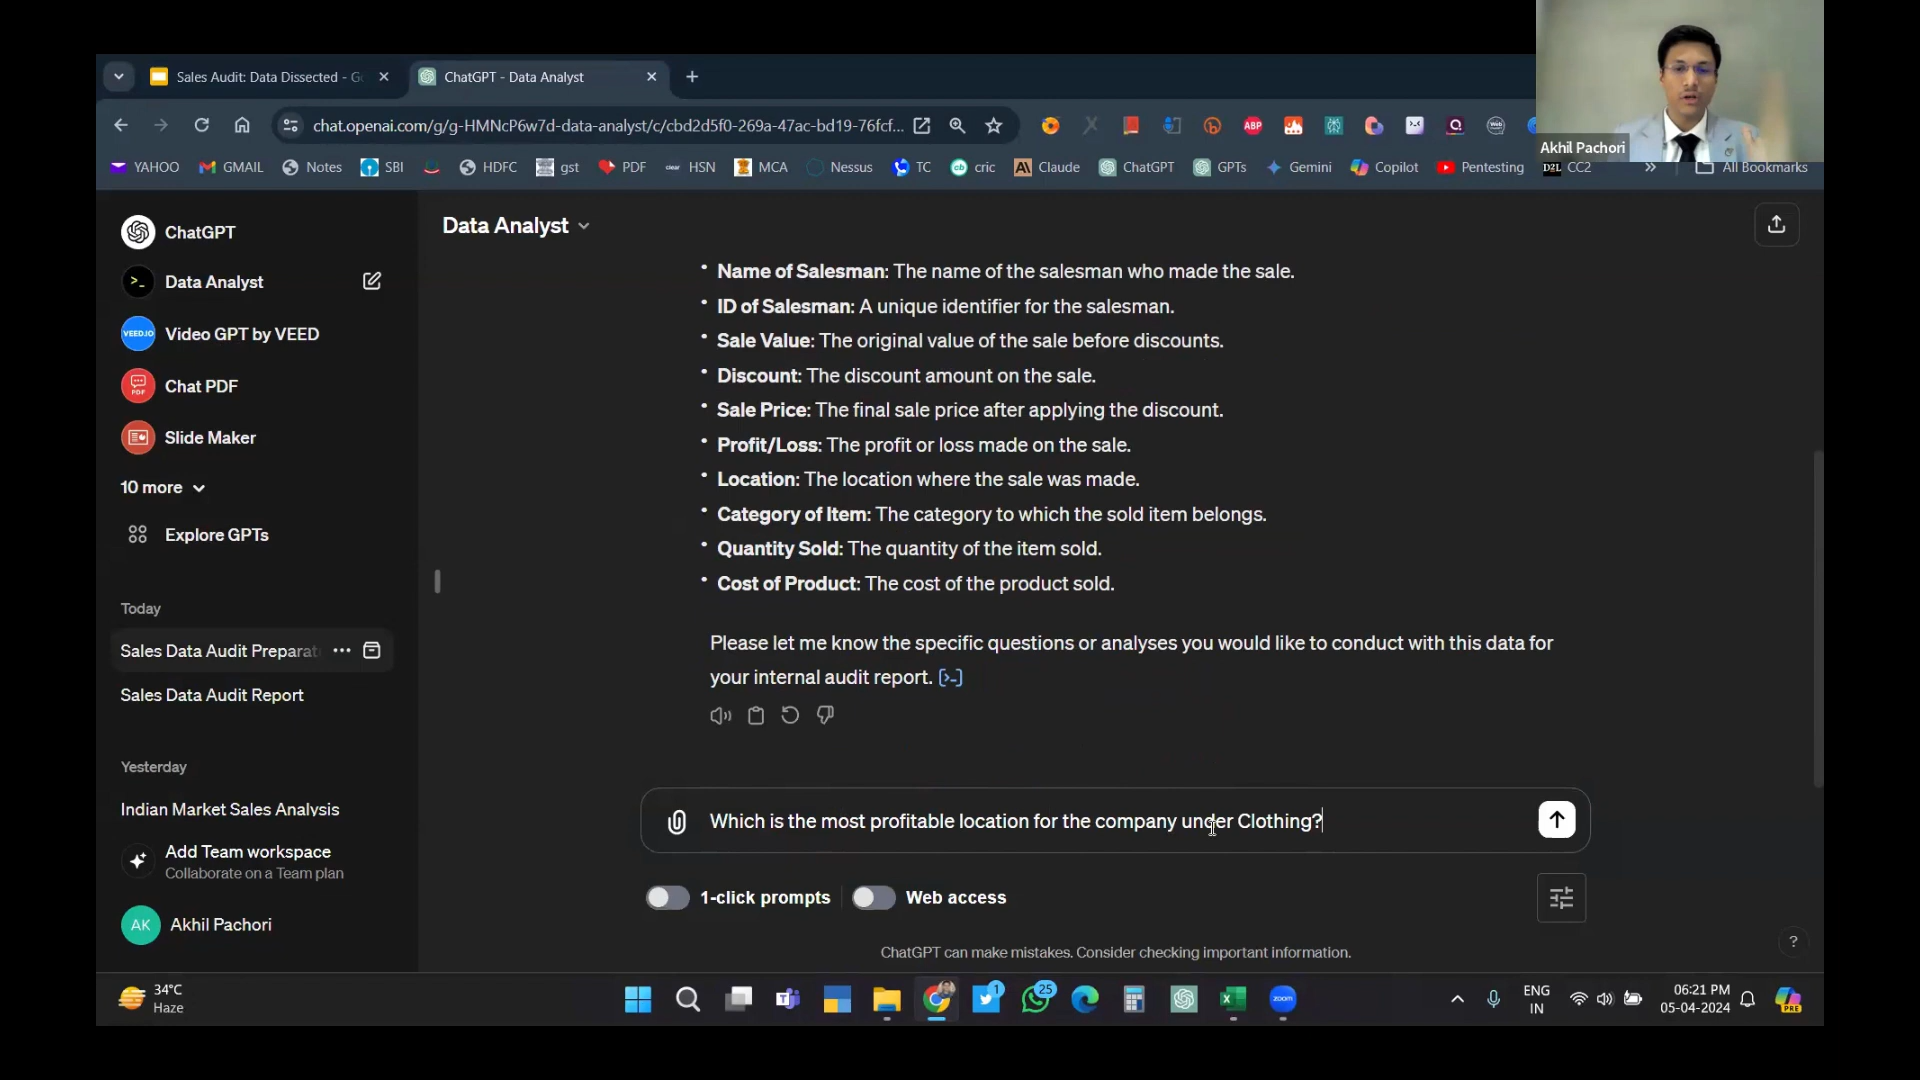 Sales Audit: Data Dissected - G
ChatGPT - Data Analyst
chat.openai.com/g/g-HMNcP6w7d-data-analyst/c/cbd2d5f0-269a-47ac-bd19-76fcf...
ABP
Akhil Pachori
YAHOO GMAIL Notes SBI HDFC gst PDF HSN MCA Nessus TC cric Claude ChatGPT GPTs Gemini Copilot Pentesting CC2 » All Bookmarks
ChatGPT
Data Analyst
Video GPT by VEED
Chat PDF
Slide Maker
10 more
Explore GPTs
Today
Sales Data Audit Preparat
Sales Data Audit Report
Yesterday
Indian Market Sales Analysis
Add Team workspace
Collaborate on a Team plan
AK Akhil Pachori
Data Analyst
• Name of Salesman: The name of the salesman who made the sale.
• ID of Salesman: A unique identifier for the salesman.
• Sale Value: The original value of the sale before discounts.
• Discount: The discount amount on the sale.
• Sale Price: The final sale price after applying the discount.
• Profit/Loss: The profit or loss made on the sale.
• Location: The location where the sale was made.
• Category of Item: The category to which the sold item belongs.
• Quantity Sold: The quantity of the item sold.
• Cost of Product: The cost of the product sold.
Please let me know the specific questions or analyses you would like to conduct with this data for
your internal audit report. [>-]
Which is the most profitable location for the company under Clothing?
1-click prompts Web access
ChatGPT can make mistakes. Consider checking important information.
?
34°C
Haze
1
25
zoom
ENG
IN
06:21 PM
05-04-2024
PRE